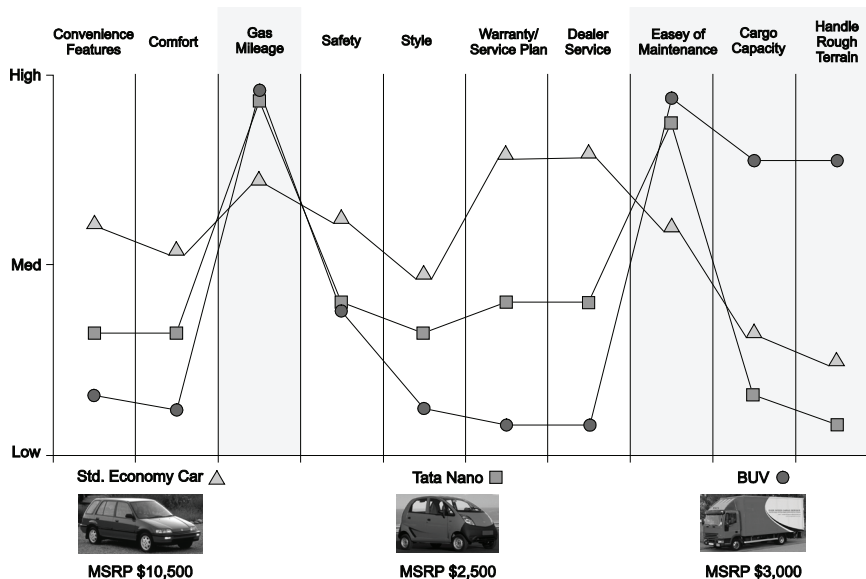 Convenience
Features
Comfort
Gas
Mileage
Safety
Style
Warranty/
Service Plan
Dealer
Service
Easey of
Maintenance
Cargo
Capacity
Handle
Rough
Terrain
High
Med
Low
Std. Economy Car
Tata Nano
BUV
MSRP $10,500
MSRP $2,500
MSRP $3,000